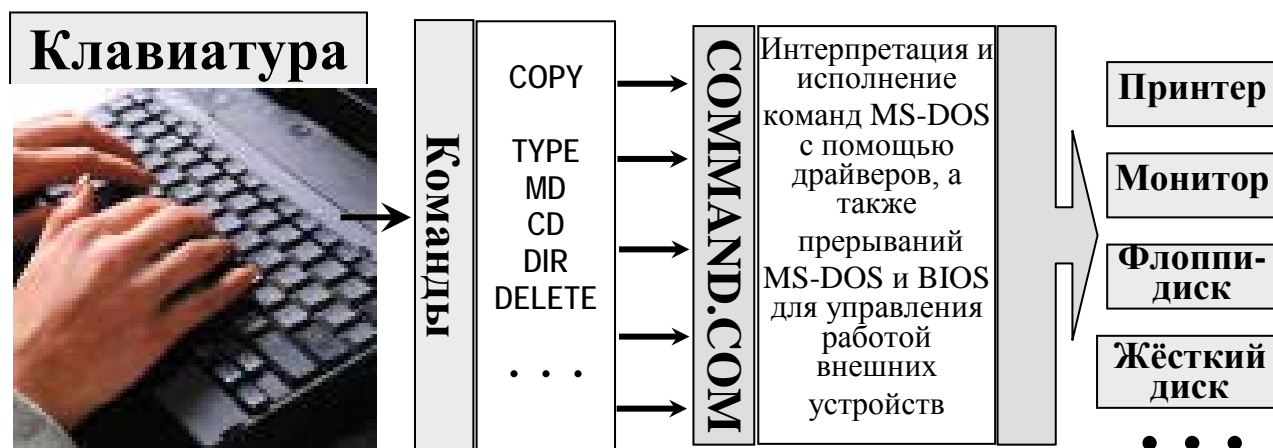 Клавиатура
Команды
COPY
TYPE
MD
CD
DIR
DELETE
. . .
COMMAND.COM
Интерпретация и
исполнение
команд MS-DOS
с помощью
драйверов, а
также
прерываний
MS-DOS и BIOS
для управления
работой
внешних
устройств
Принтер
Монитор
Флоппи-
диск
Жёсткий
диск
. . .